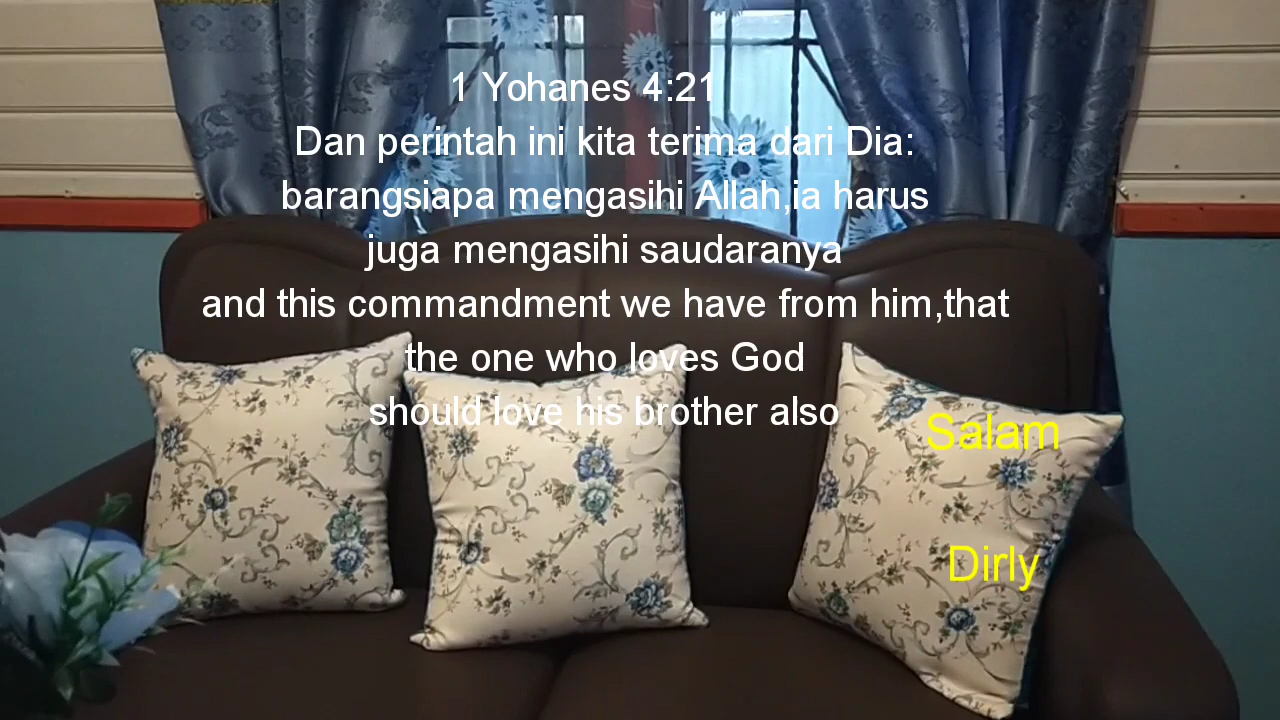 1 Yohanes 4:21
Dan perintah ini kita terima dari Dia:
barangsiapa mengasihi Allah,ia harus
juga mengasihi saudaranya
and this commandment we have from him,that
the one who loves God
should love his brother also
Salam
Dirly